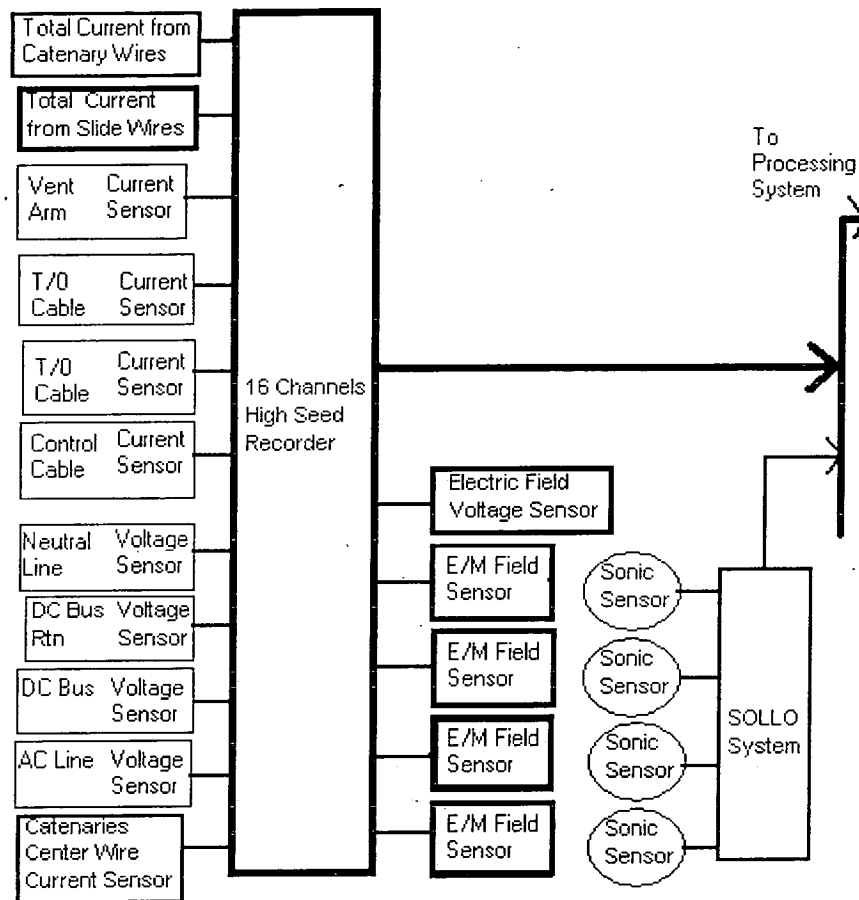 Total Current from
Catenary Wires
Total Current
from Slide Wires
Vent Current
Arm Sensor
T/0 Current
Cable Sensor
T/0 Current
Cable Sensor
Control Current
Cable Sensor
Neutral Voltage
Line Sensor
DC Bus Voltage
Rtn Sensor
DC Bus Voltage
Sensor
AC Line Voltage
Sensor
Catenaries
Center Wire
Current Sensor
16 Channels
High Seed
Recorder
Electric Field
Voltage Sensor
E/M Field
Sensor
E/M Field
Sensor
E/M Field
Sensor
E/M Field
Sensor
Sonic
Sensor
Sonic
Sensor
Sonic
Sensor
Sonic
Sensor
SOLLO
System
To
Processing
System